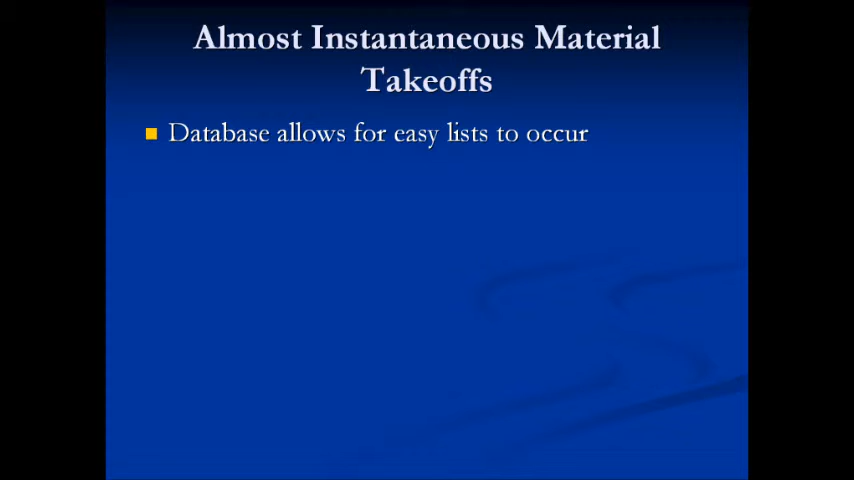 Almost Instantaneous Material
Takeoffs
Database allows for easy lists to occur